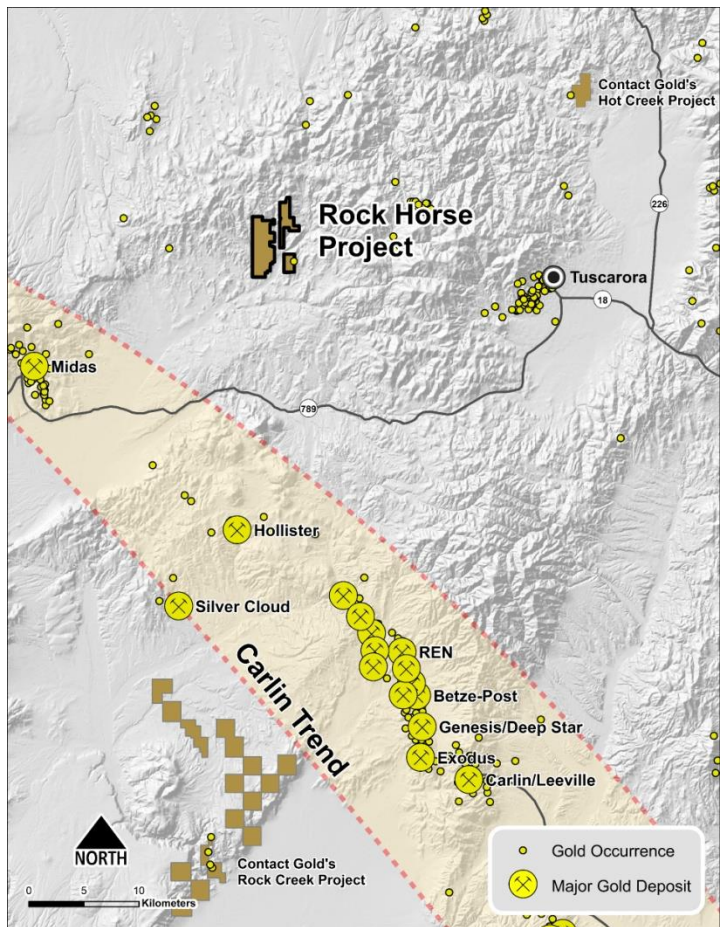 Contact Gold's
Hot Creek Project
226
Rock Horse
Project
Tuscarora
18
Midas
789
Hollister
Silver Cloud
REN
Carlin Trend
Betze-Post
Genesis/Deep Star
Exodus
Carlin/Leeville
NORTH
Contact Gold's
Rock Creek Project
0 5 10
Kilometers
Gold Occurrence
Major Gold Deposit